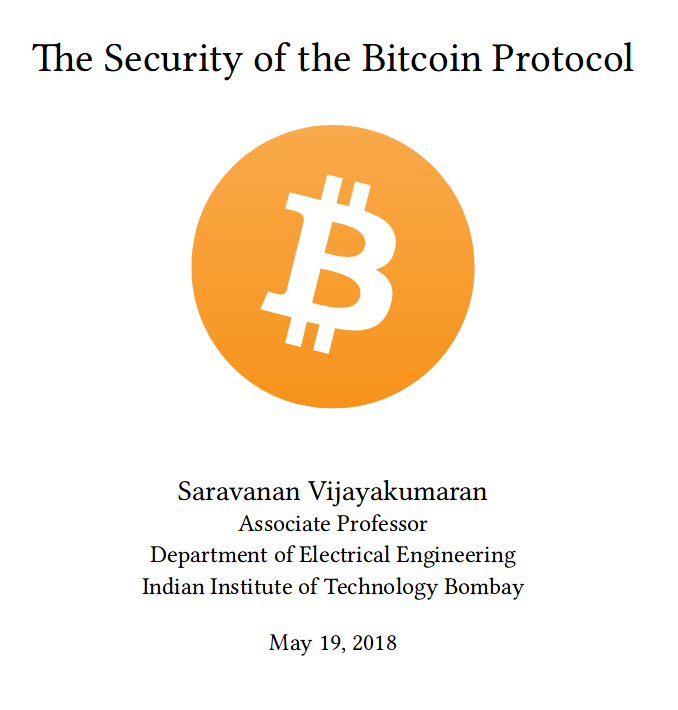 The Security of the Bitcoin Protocol
Saravanan Vijayakumaran
Associate Professor
Department of Electrical Engineering
Indian Institute of Technology Bombay
May 19, 2018